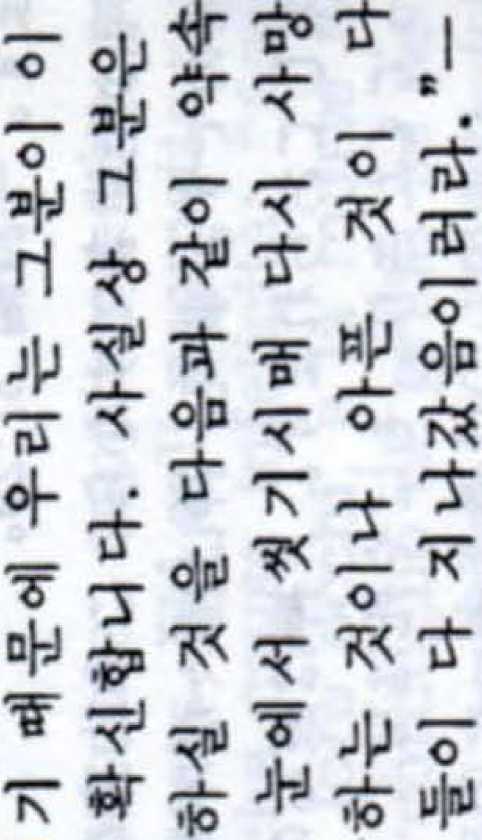 기 때문에 우리는 그분이 이
확신합니다. 사실상 그분은
하실 것을 다음과 같이 약속
눈에서 씻기시매 다시 사망
하는 것이나 아픈 것이 다
들이 다 지나갔음이러라."—